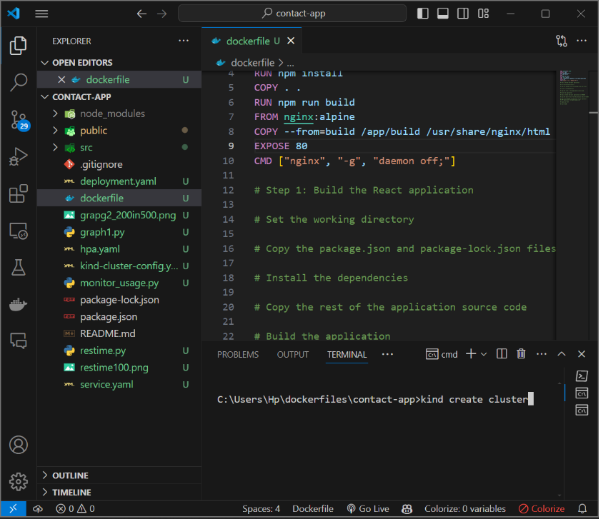 contact-app
EXPLORER
OPEN EDITORS
dockerfile U
CONTACT-APP
node_modules
public
src
.gitignore
deployment.yaml U
dockerfile U
grapg2_200in500.png U
graph1.py U
hpa.yaml U
kind-cluster-config.y... U
monitor_usage.py U
package-lock.json
package.json
README.md
restime.py U
restime100.png U
service.yaml U
OUTLINE
TIMELINE
29
dockerfile U
dockerfile > ...
4 RUN npm install
5 COPY . .
6 RUN npm run build
7 FROM nginx:alpine
8 COPY --from=build /app/build /usr/share/nginx/html
9 EXPOSE 80
10 CMD ["nginx", "-g", "daemon off;"]
11
12 # Step 1: Build the React application
13
14 # Set the working directory
15
16 # Copy the package.json and package-lock.json files
17
18 # Install the dependencies
19
20 # Copy the rest of the application source code
21
22 # Build the application
PROBLEMS OUTPUT TERMINAL ... cmd
C:\Users\Hp\dockerfiles\contact-app>kind create cluster
0 0 Spaces: 4 Dockerfile Go Live Colorize: 0 variables Colorize